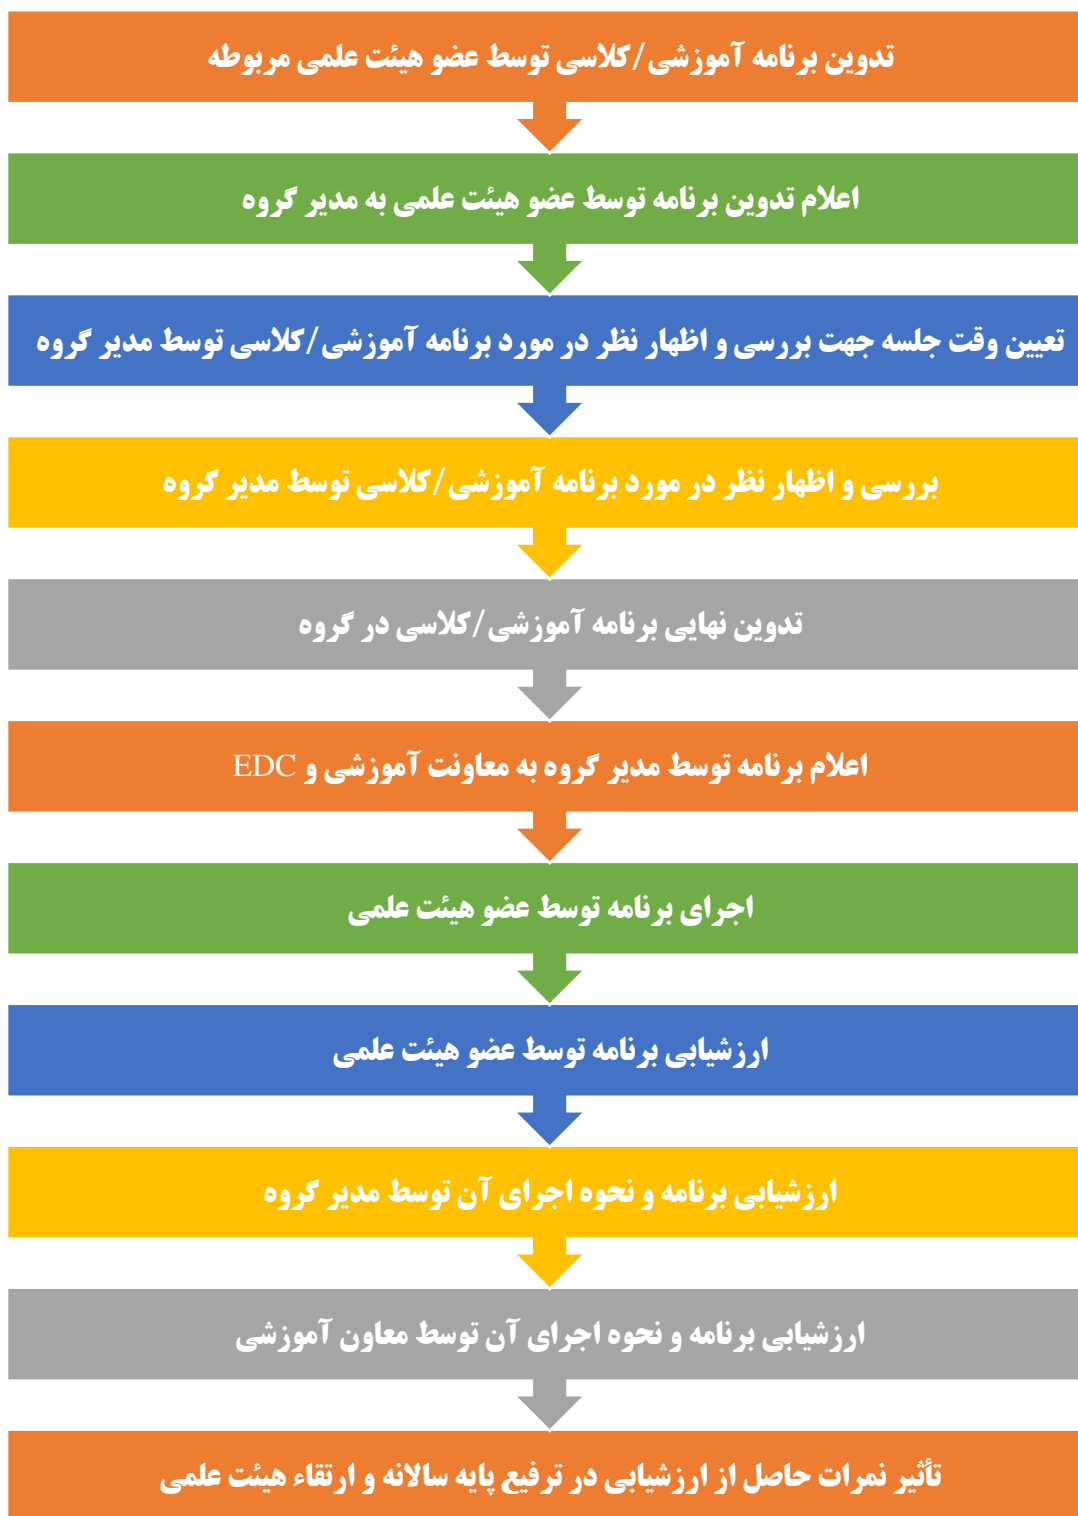 تدوین برنامه آموزشی/کلاسی توسط عضو هیئت علمی مربوطه
اعلام تدوین برنامه توسط عضو هیئت علمی به مدیر گروه
تعیین وقت جلسه جهت بررسی و اظهار نظر در مورد برنامه آموزشی/کلاسی توسط مدیر گروه
بررسی و اظهار نظر در مورد برنامه آموزشی/کلاسی توسط مدیر گروه
تدوین نهایی برنامه آموزشی/کلاسی در گروه
اعلام برنامه توسط مدیر گروه به معاونت آموزشی و EDC
اجرای برنامه توسط عضو هیئت علمی
ارزشیابی برنامه توسط عضو هیئت علمی
ارزشیابی برنامه و نحوه اجرای آن توسط مدیر گروه
ارزشیابی برنامه و نحوه اجرای آن توسط معاون آموزشی
تأثیر نمرات حاصل از ارزشیابی در ترفیع پایه سالانه و ارتقاء هیئت علمی